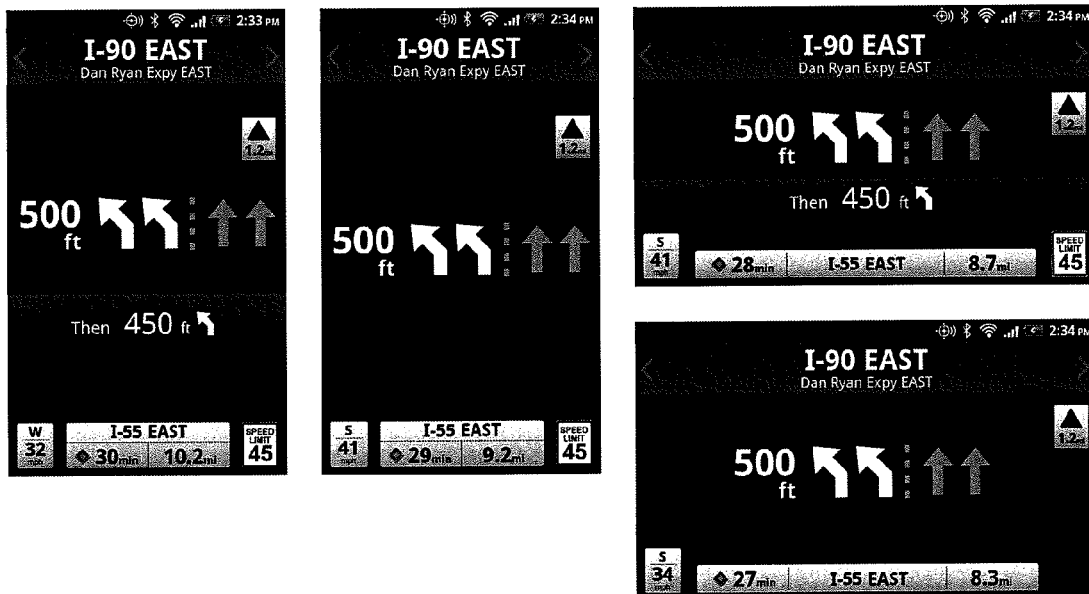 2:33 PM
I-90 EAST
Dan Ryan Expy EAST
500
ft
Then 450 ft
W
32
I-55 EAST
30min 10.2mi
SPEED
LIMIT
45
2:34 PM
I-90 EAST
Dan Ryan Expy EAST
500
ft
S
41
I-55 EAST
29min 9.2mi
SPEED
LIMIT
45
2:34 PM
I-90 EAST
Dan Ryan Expy EAST
500
ft
Then 450 ft
S
41
28min I-55 EAST 8.7mi
SPEED
LIMIT
45
2:34 PM
I-90 EAST
Dan Ryan Expy EAST
500
ft
S
34
27min I-55 EAST 8.3mi